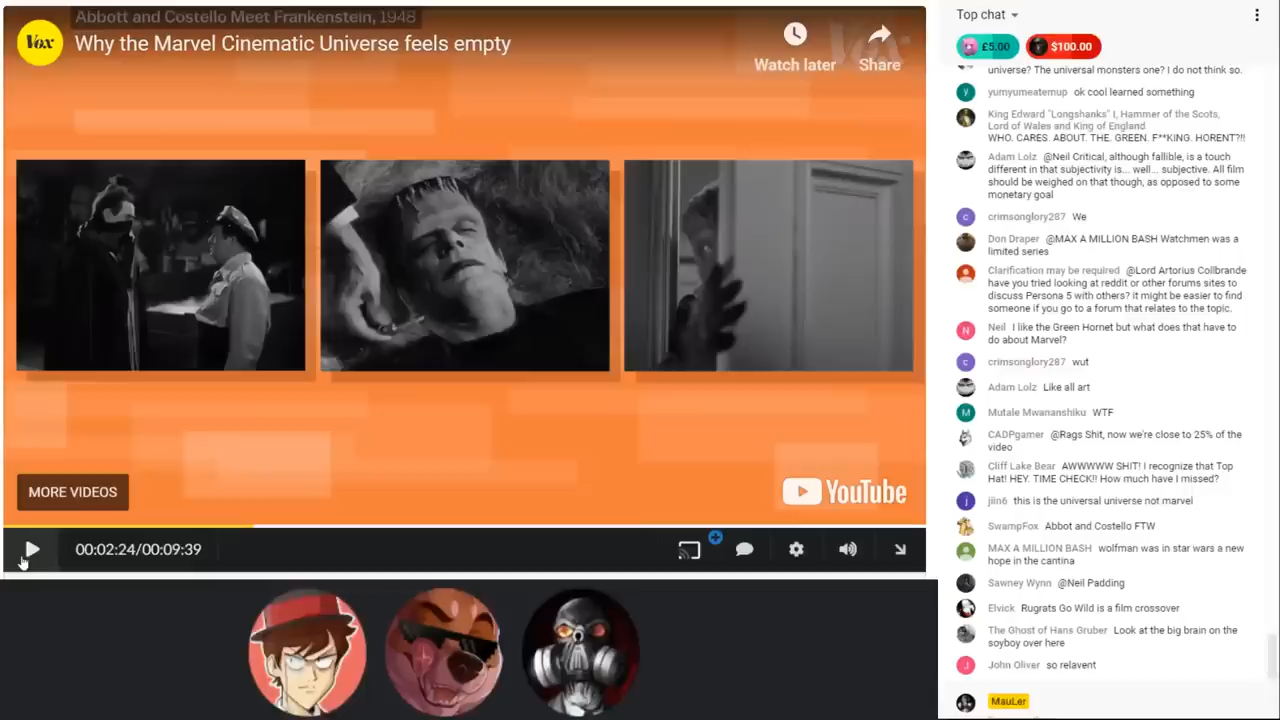 Abbott and Costello Meet Frankenstein, 1948
Vox
Why the Marvel Cinematic Universe feels empty
Watch later
Share
MORE VIDEOS
YouTube
00:02:24/00:09:39
Top chat
£5.00
$100.00
universe? The universal monsters one? I do not think so.
y
yumyumeatemup ok cool learned something
King Edward "Longshanks" I, Hammer of the Scots,
Lord of Wales and King of England
WHO. CARES. ABOUT. THE. GREEN. F**KING. HORENT?!!
Adam Lolz @Neil Critical, although fallible, is a touch
different in that subjectivity is... well... subjective. All film
should be weighed on that though, as opposed to some
monetary goal
c
crimsonglory287 We
Don Draper @MAX A MILLION BASH Watchmen was a
limited series
Clarification may be required @Lord Artorius Collbrande
have you tried looking at reddit or other forums sites to
discuss Persona 5 with others? it might be easier to find
someone if you go to a forum that relates to the topic.
N
Neil I like the Green Hornet but what does that have to
do about Marvel?
c
crimsonglory287 wut
Adam Lolz Like all art
M
Mutale Mwananshiku WTF
CADPgamer @Rags Shit, now we're close to 25% of the
video
Cliff Lake Bear AWWWWW SHIT! I recognize that Top
Hat! HEY. TIME CHECK!! How much have I missed?
j
jiin6 this is the universal universe not marvel
SwampFox Abbot and Costello FTW
MAX A MILLION BASH wolfman was in star wars a new
hope in the cantina
Sawney Wynn @Neil Padding
Elvick Rugrats Go Wild is a film crossover
The Ghost of Hans Gruber Look at the big brain on the
soyboy over here
J
John Oliver so relavent
MauLer